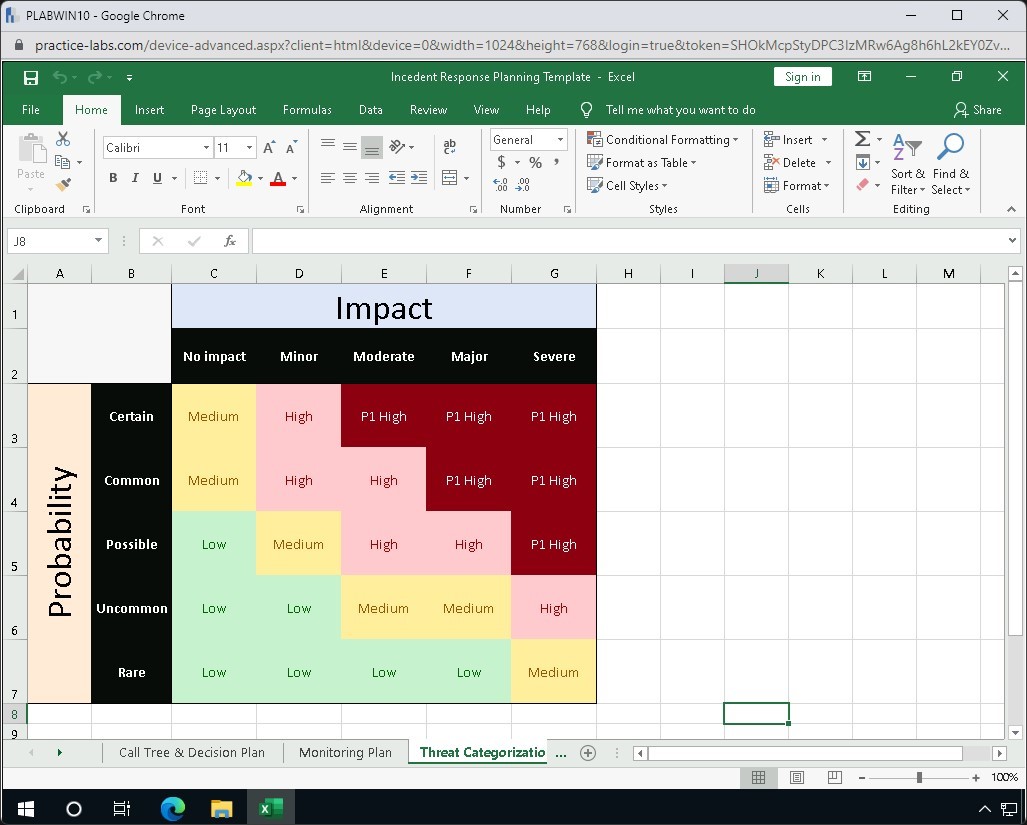 PLABWIN10 - Google Chrome
practice-labs.com/device-advanced.aspx?client=html&device=0&width=1024&height=768&login=true&token=SHOkMcpStyDPC3IzMRw6Ag8h6hL2kEY0Zv...
Incedent Response Planning Template - Excel
Sign in
File Home Insert Page Layout Formulas Data Review View Help Tell me what you want to do Share
Paste
Calibri 11
B I U
A A
A
ab
c
General
$ % ,
.00
.0
Conditional Formatting
Format as Table
Cell Styles
Insert
Delete
Format
Σ
A
Z
Sort & Filter
Find & Select
Clipboard Font Alignment Number Styles Cells Editing
J8
fx
A B C D E F G H I J K L M
1 Impact
2 No impact Minor Moderate Major Severe
Probability
3 Certain Medium High P1 High P1 High P1 High
4 Common Medium High High P1 High P1 High
5 Possible Low Medium High High P1 High
6 Uncommon Low Low Medium Medium High
7 Rare Low Low Low Low Medium
8
9
Call Tree & Decision Plan Monitoring Plan Threat Categorizatio ...
100%